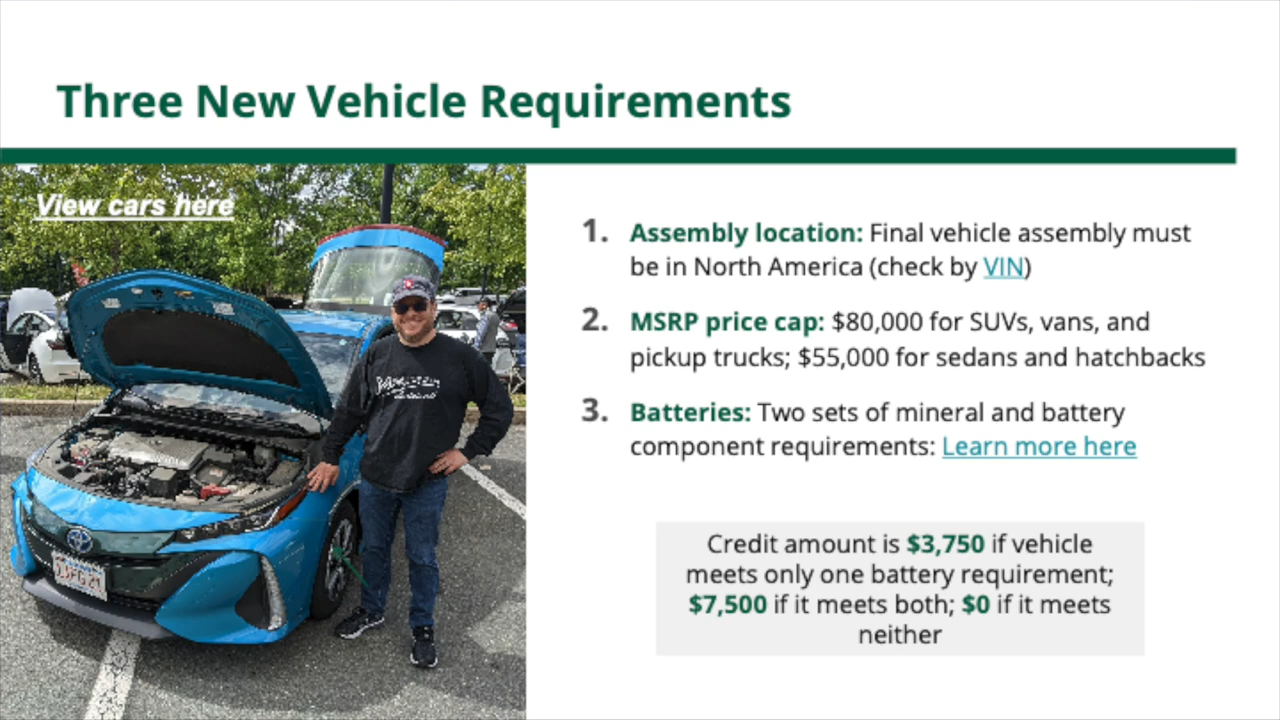 Three New Vehicle Requirements
View cars here
1. Assembly location: Final vehicle assembly must
be in North America (check by VIN)
2. MSRP price cap: $80,000 for SUVs, vans, and
pickup trucks; $55,000 for sedans and hatchbacks
3. Batteries: Two sets of mineral and battery
component requirements: Learn more here
Credit amount is $3,750 if vehicle
meets only one battery requirement;
$7,500 if it meets both; $0 if it meets
neither